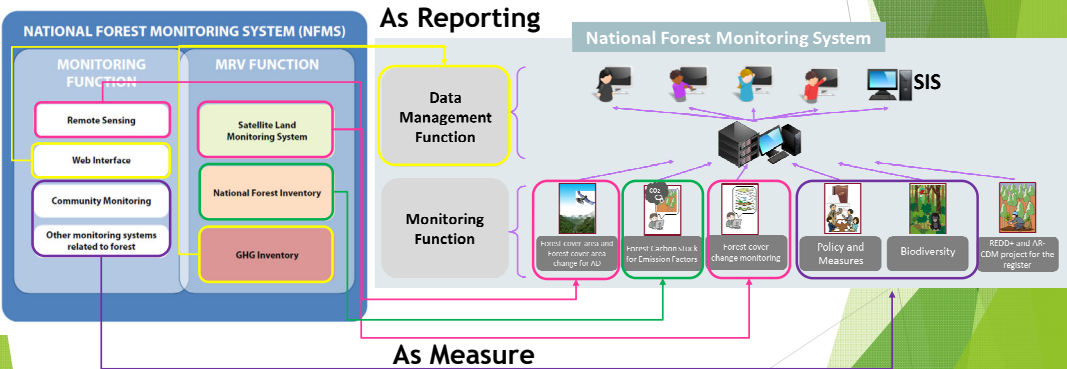 As Reporting
NATIONAL FOREST MONITORING SYSTEM (NFMS)
MONITORING
FUNCTION
MRV FUNCTION
Remote Sensing
Web Interface
Community Monitoring
Other monitoring systems
related to forest
Satellite Land
Monitoring System
National Forest Inventory
GHG Inventory
National Forest Monitoring System
Data
Management
Function
SIS
Monitoring
Function
CO2
Forest cover area and
Forest cover area
change for AD
Forest Carbon stock
for Emission Factors
Forest cover
change monitoring
Policy and
Measures
Biodiversity
REDD+ and AR-
CDM project for the
register
As Measure